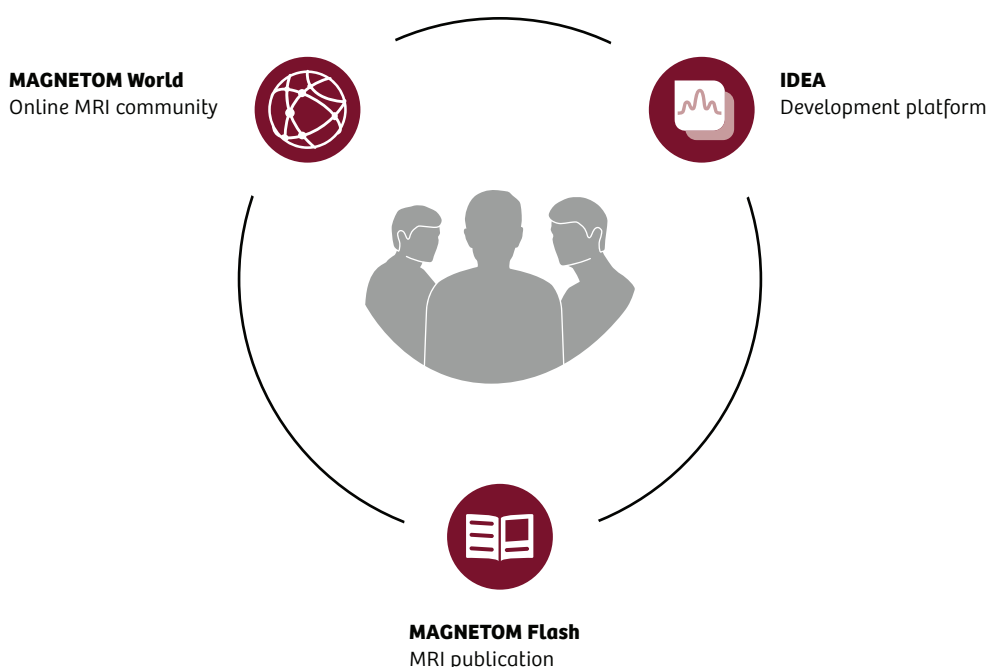 MAGNETOM World
Online MRI community
IDEA
Development platform
MAGNETOM Flash
MRI publication